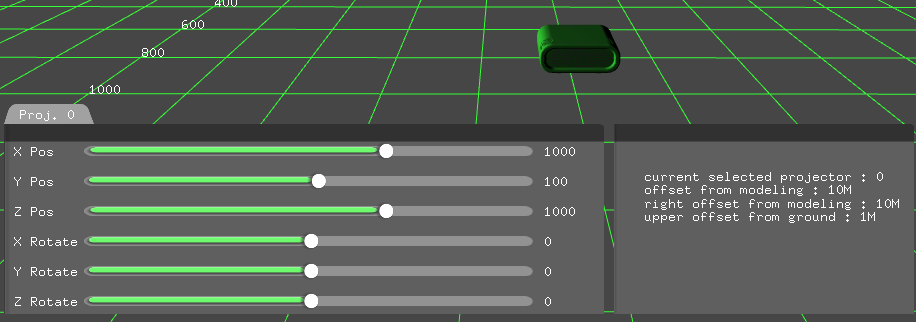 400
600
800
1000
Proj. 0
X Pos 1000
Y Pos 100
Z Pos 1000
X Rotate 0
Y Rotate 0
Z Rotate 0
current selected projector : 0
offset from modeling : 10M
right offset from modeling : 10M
upper offset from ground : 1M